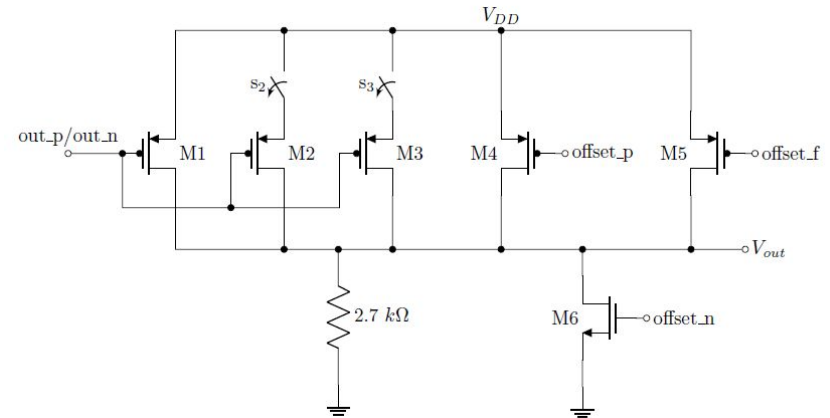 V_DD
s₂
s₃
out_p/out_n
M1
M2
M3
M4
offset_p
M5
offset_f
V_out
2.7 kΩ
M6
offset_n